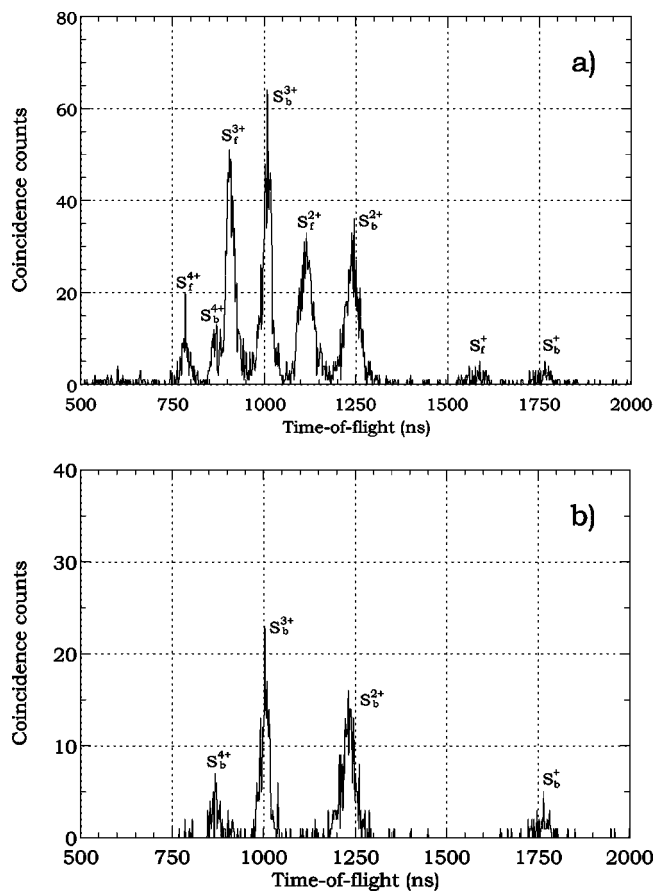 80
a)
S_b^{3+}
60
S_f^{3+}
Coincidence counts
40
S_f^{2+}
S_b^{2+}
S_f^{4+}
20
S_b^{4+}
S_f^+
S_b^+
0
500 750 1000 1250 1500 1750 2000
Time-of-flight (ns)
40
b)
30
Coincidence counts
S_b^{3+}
20
S_b^{2+}
10
S_b^{4+}
S_b^+
0
500 750 1000 1250 1500 1750 2000
Time-of-flight (ns)